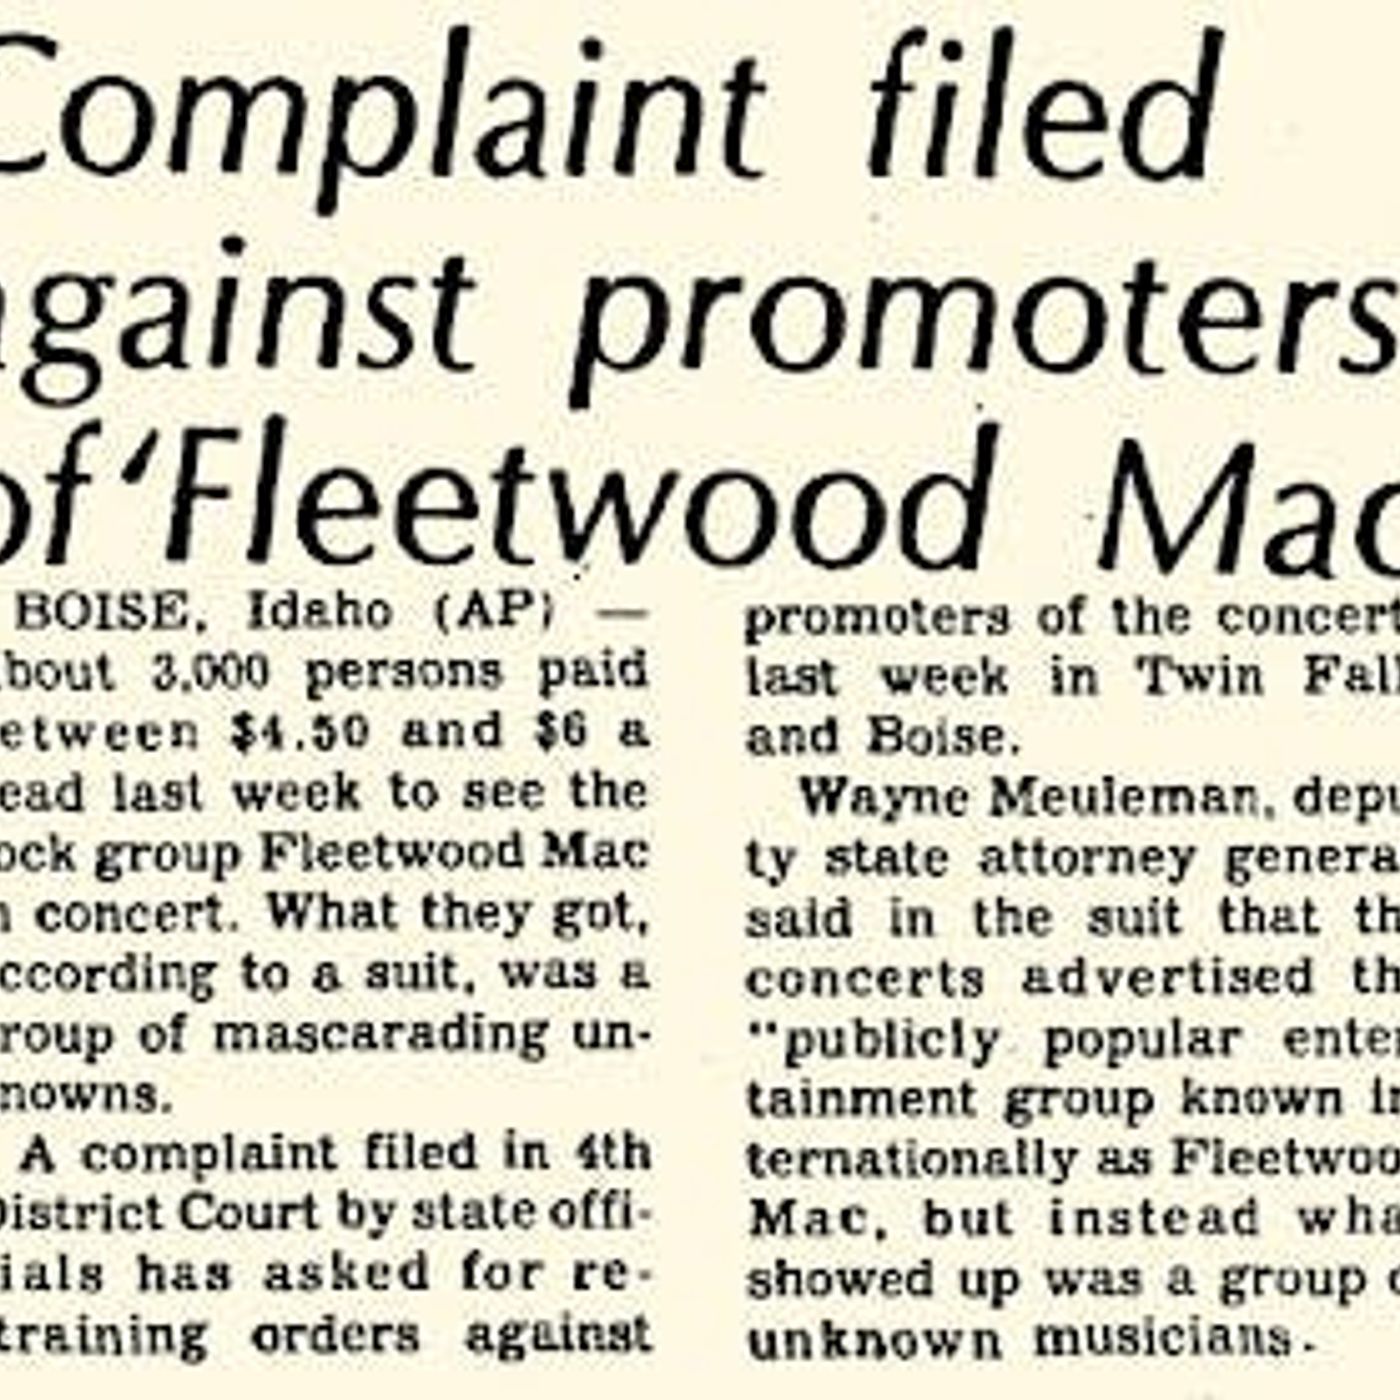 Complaint filed
against promoters
of 'Fleetwood Mac
BOISE, Idaho (AP) —
bout 3,000 persons paid
etween $4.50 and $6 a
ead last week to see the
ock group Fleetwood Mac
n concert. What they got,
ccording to a suit, was a
roup of mascarading un-
nowns.
A complaint filed in 4th
District Court by state offi-
ials has asked for re-
training orders against
promoters of the concert
last week in Twin Fall
and Boise.
Wayne Meuleman, depu
ty state attorney genera
said in the suit that th
concerts advertised th
"publicly popular enter
tainment group known in
ternationally as Fleetwoo
Mac, but instead wha
showed up was a group o
unknown musicians.